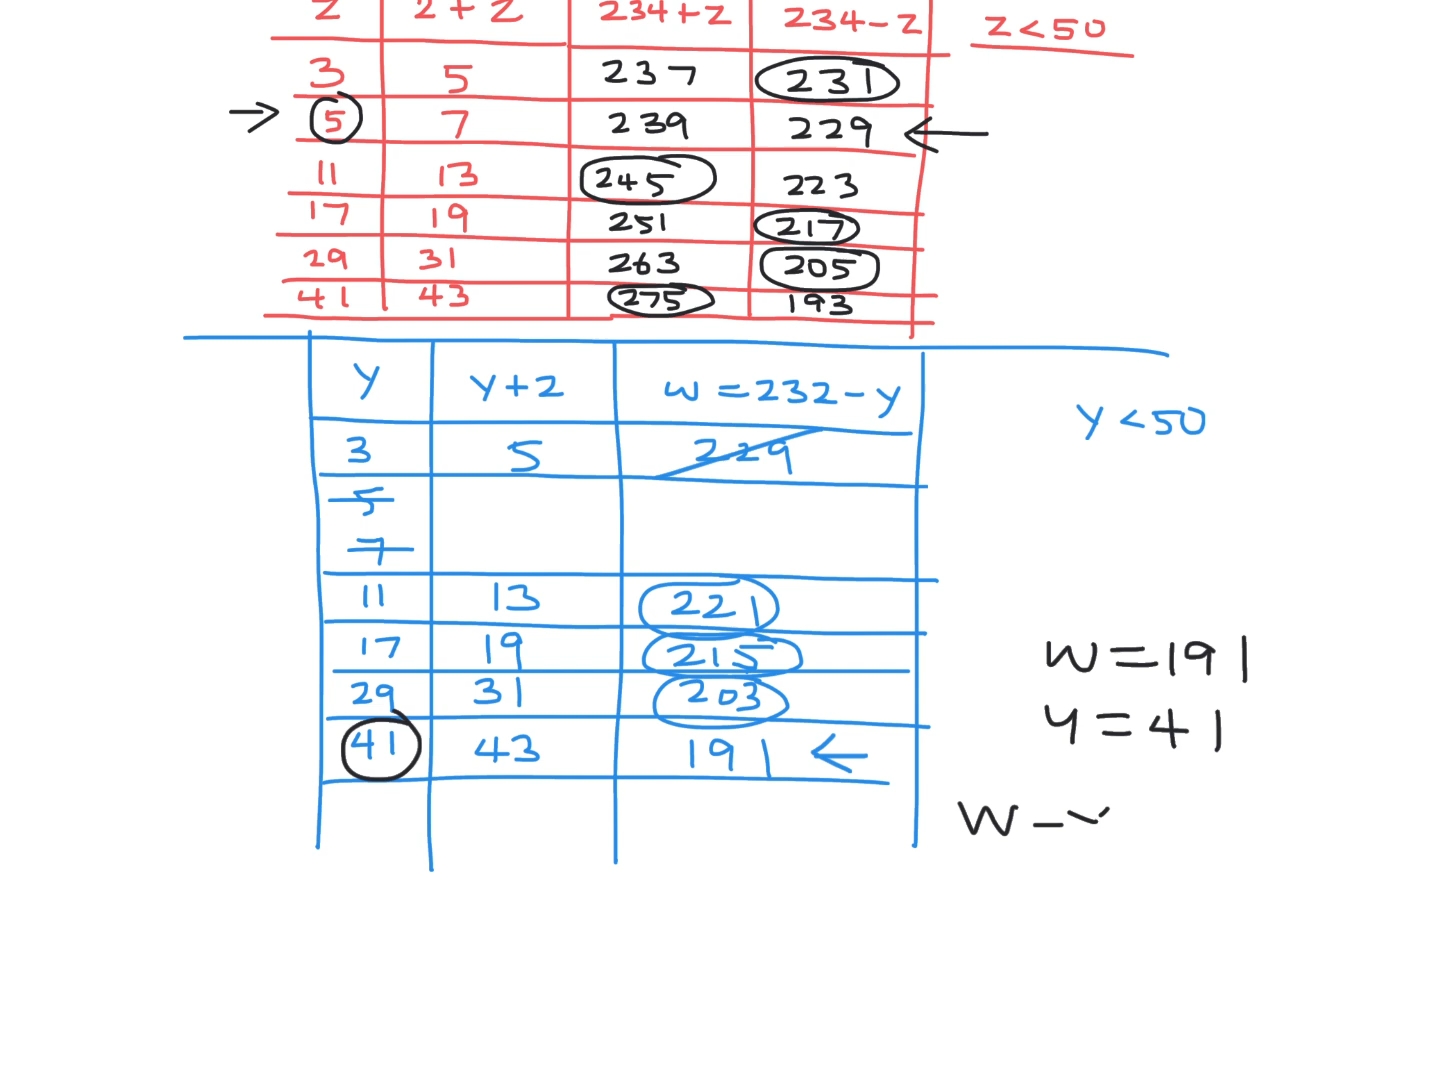 z 2+z 234+z 234-z z<50
3 5 237 231
5 7 239 229
11 13 245 223
17 19 251 217
29 31 263 205
41 43 275 193
y y+2 w=232-y y<50
3 5 229
5
7
11 13 221
17 19 215
29 31 203
41 43 191
w=191
y=41
w-